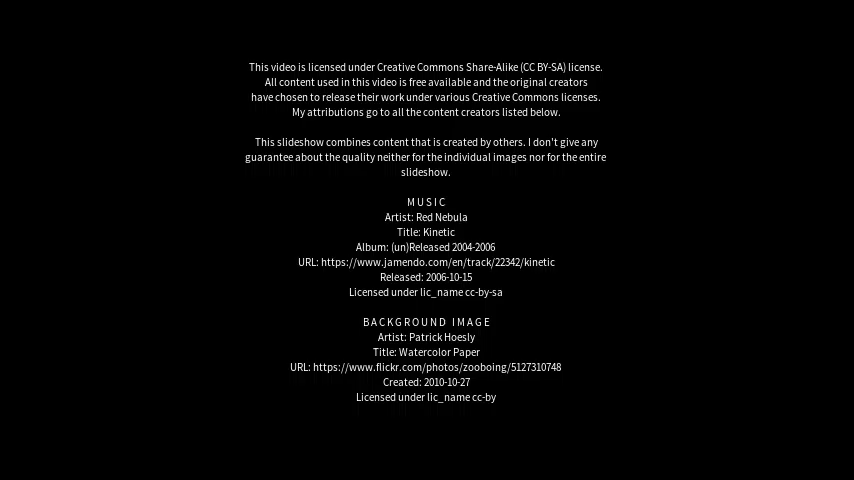 This video is licensed under Creative Commons Share-Alike (CC BY-SA) license.
All content used in this video is free available and the original creators
have chosen to release their work under various Creative Commons licenses.
My attributions go to all the content creators listed below.
This slideshow combines content that is created by others. I don't give any
guarantee about the quality neither for the individual images nor for the entire
slideshow.
MUSIC
Artist: Red Nebula
Title: Kinetic
Album: (un)Released 2004-2006
URL: https://www.jamendo.com/en/track/22342/kinetic
Released: 2006-10-15
Licensed under lic_name cc-by-sa
BACKGROUND IMAGE
Artist: Patrick Hoesly
Title: Watercolor Paper
URL: https://www.flickr.com/photos/zooboing/5127310748
Created: 2010-10-27
Licensed under lic_name cc-by